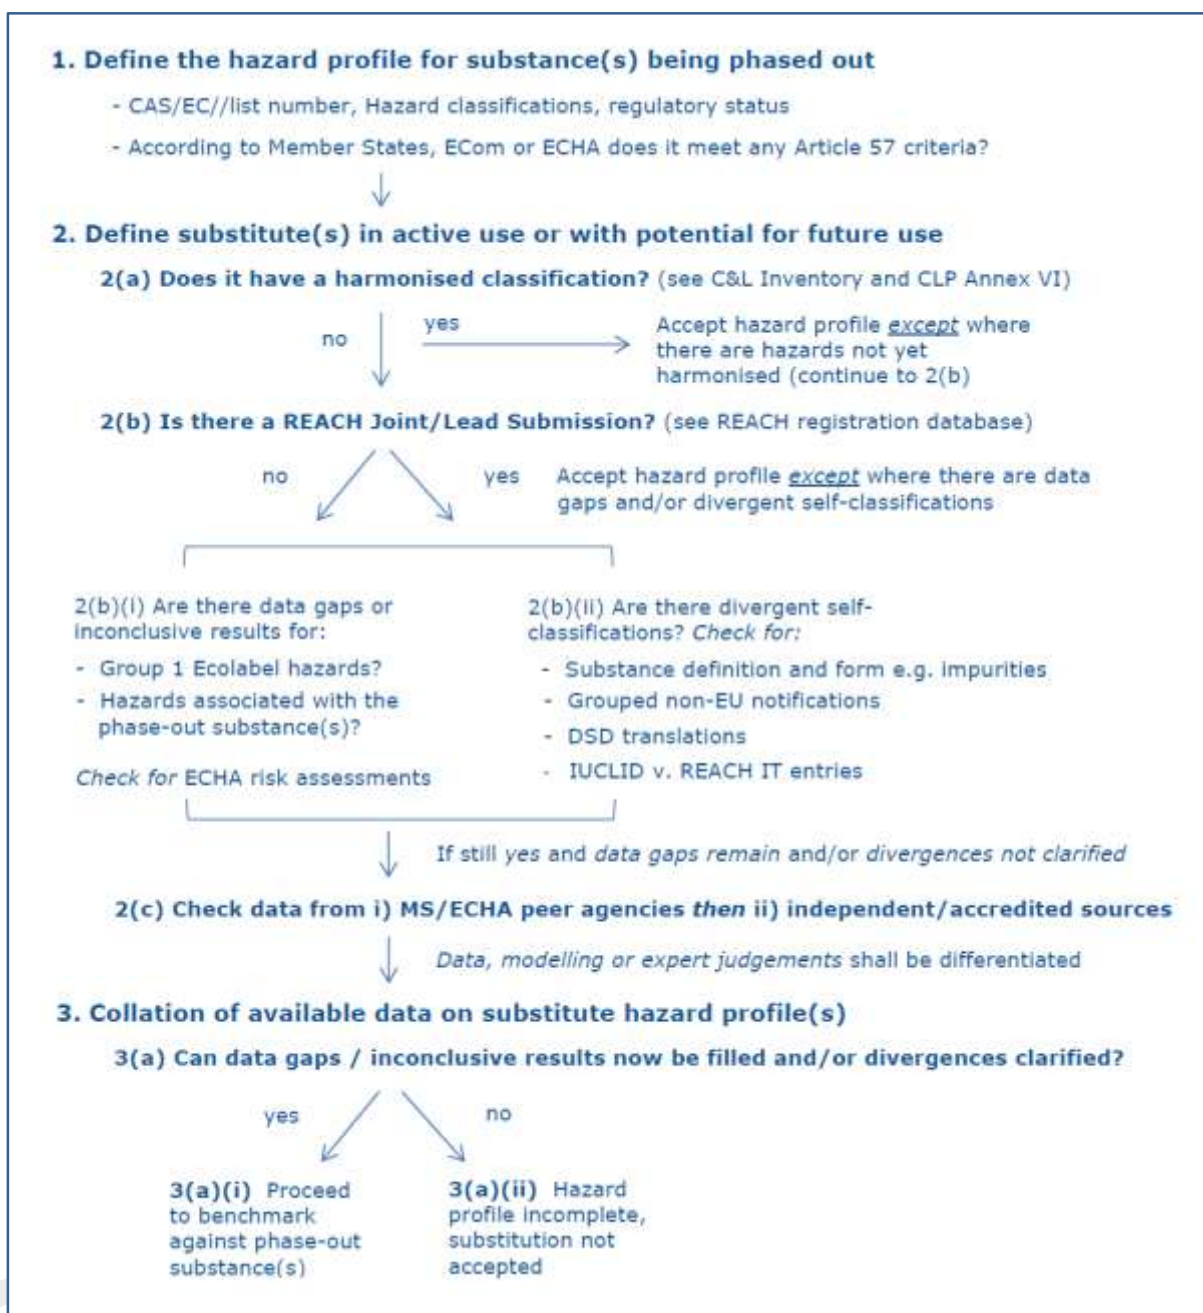 1. Define the hazard profile for substance(s) being phased out
- CAS/EC//list number, Hazard classifications, regulatory status
- According to Member States, ECom or ECHA does it meet any Article 57 criteria?
2. Define substitute(s) in active use or with potential for future use
2(a) Does it have a harmonised classification? (see C&L Inventory and CLP Annex VI)
no
yes
Accept hazard profile except where
there are hazards not yet
harmonised (continue to 2(b)
2(b) Is there a REACH Joint/Lead Submission? (see REACH registration database)
no
yes
Accept hazard profile except where there are data
gaps and/or divergent self-classifications
2(b)(i) Are there data gaps or
inconclusive results for:
- Group 1 Ecolabel hazards?
- Hazards associated with the
phase-out substance(s)?
Check for ECHA risk assessments
2(b)(ii) Are there divergent self-
classifications? Check for:
- Substance definition and form e.g. impurities
- Grouped non-EU notifications
- DSD translations
- IUCLID v. REACH IT entries
If still yes and data gaps remain and/or divergences not clarified
2(c) Check data from i) MS/ECHA peer agencies then ii) independent/accredited sources
Data, modelling or expert judgements shall be differentiated
3. Collation of available data on substitute hazard profile(s)
3(a) Can data gaps / inconclusive results now be filled and/or divergences clarified?
yes
no
3(a)(i) Proceed
to benchmark
against phase-out
substance(s)
3(a)(ii) Hazard
profile incomplete,
substitution not
accepted